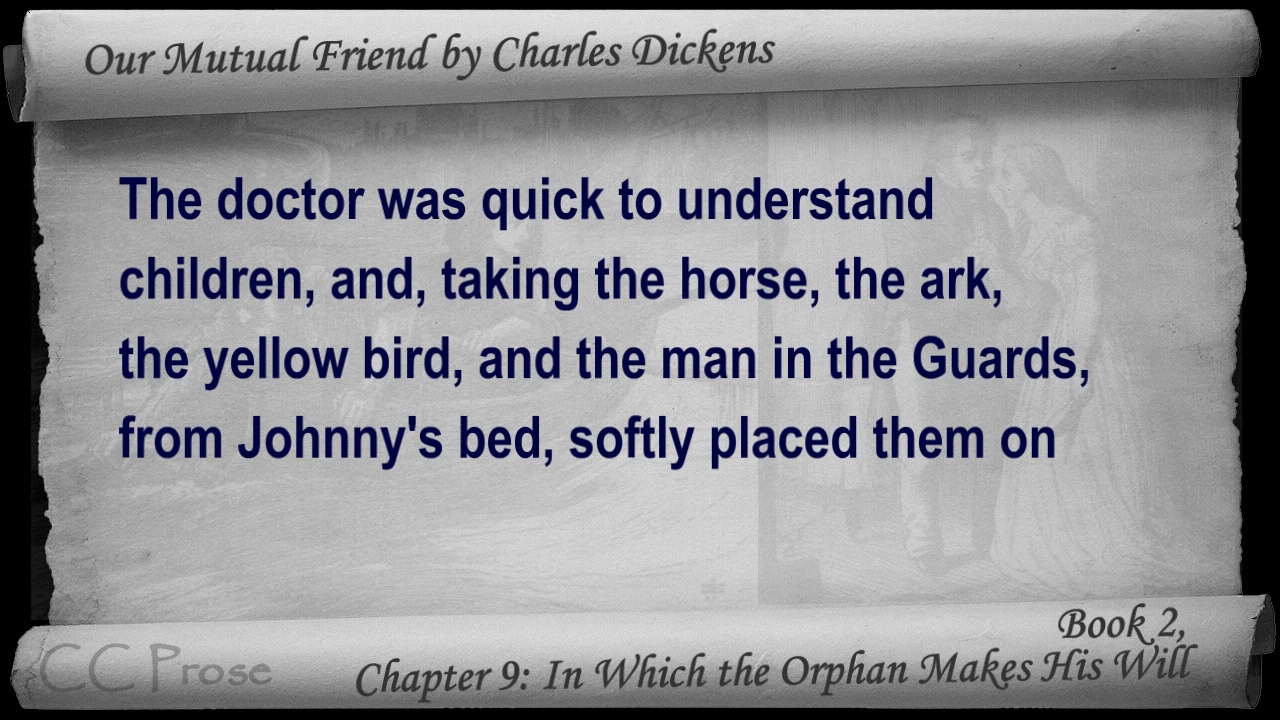 Our Mutual Friend by Charles Dickens
The doctor was quick to understand
children, and, taking the horse, the ark,
the yellow bird, and the man in the Guards,
from Johnny's bed, softly placed them on
Book 2,
CC Prose
Chapter 9: In Which the Orphan Makes His Will